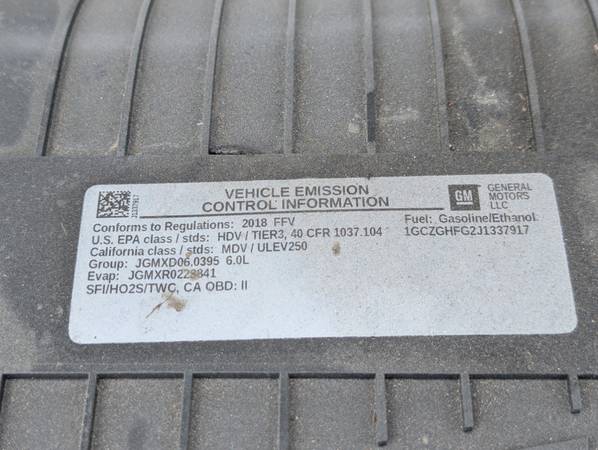 J1337917
VEHICLE EMISSION
CONTROL INFORMATION
GM
GENERAL
MOTORS
LLC
Conforms to Regulations: 2018 FFV
Fuel: Gasoline/Ethanol
U.S. EPA class / stds: HDV / TIER3, 40 CFR 1037.104
1GCZGHFG2J1337917
California class / stds: MDV / ULEV250
Group: JGMXD06.0395 6.0L
Evap: JGMXR0223841
SFI/HO2S/TWC, CA OBD: II